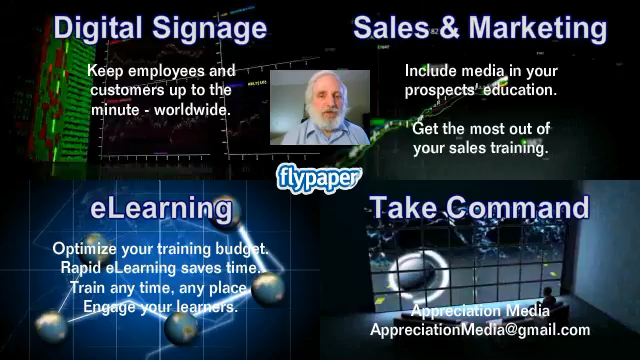 Digital Signage
Keep employees and
customers up to the
minute - worldwide.
Sales & Marketing
Include media in your
prospects' education.
Get the most out of
your sales training.
flypaper
eLearning
Optimize your training budget.
Rapid eLearning saves time.
Train any time, any place.
Engage your learners.
Take Command
Appreciation Media
AppreciationMedia@gmail.com